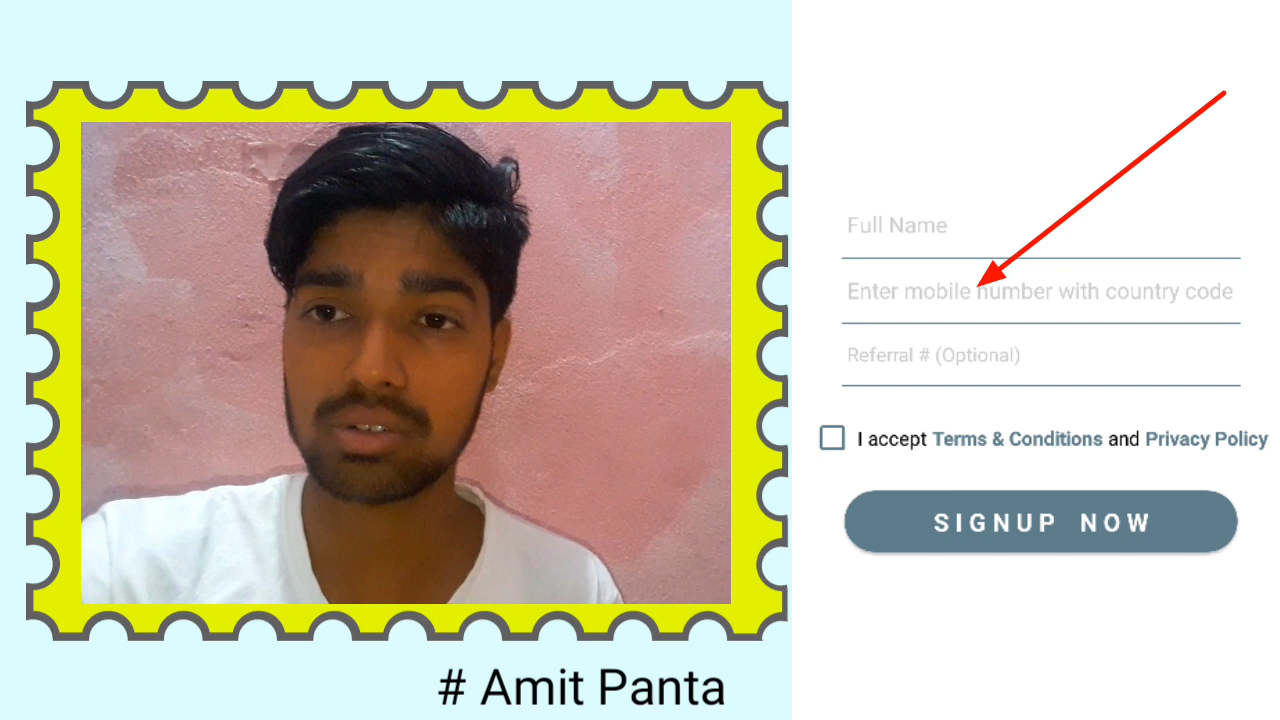 # Amit Panta
Full Name
Enter mobile number with country code
Referral # (Optional)
I accept Terms & Conditions and Privacy Policy
SIGNUP NOW